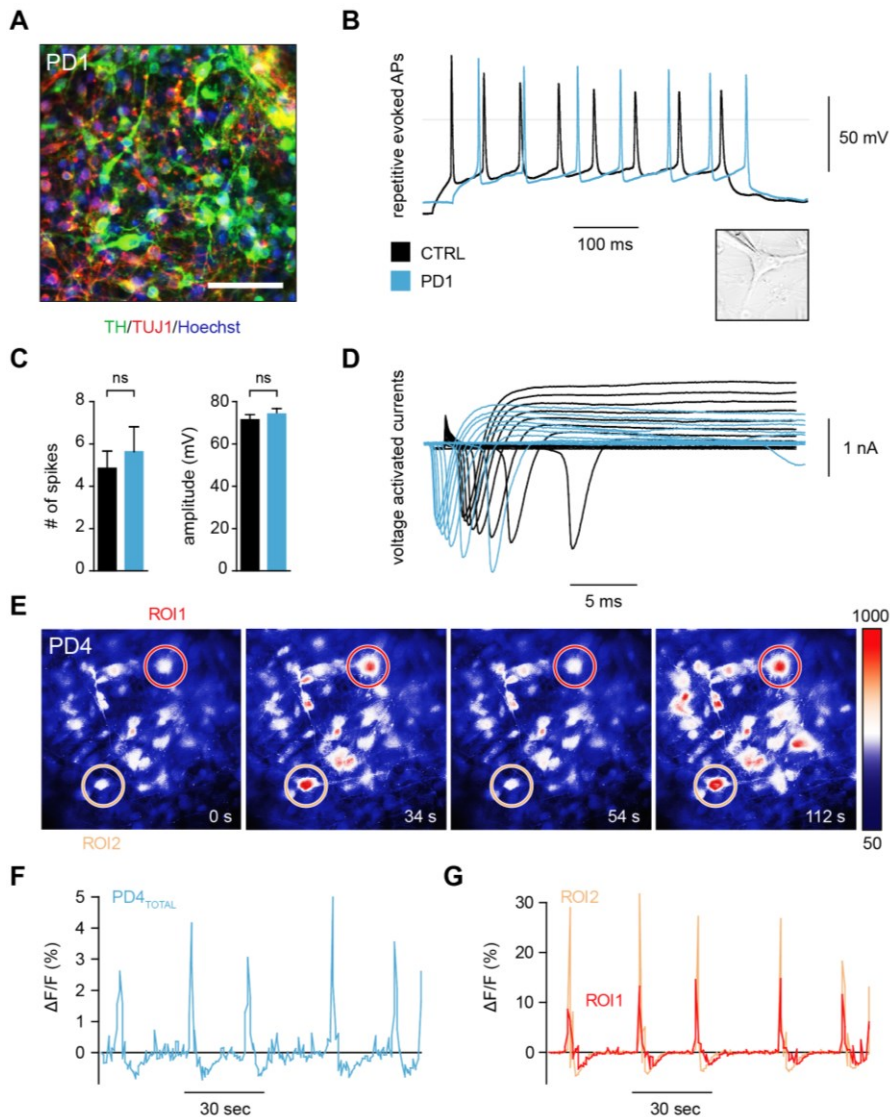 A
PD1
TH/TUJ1/Hoechst
B
repetitive evoked APs
50 mV
100 ms
CTRL
PD1
C
ns
# of spikes
8
6
4
2
0
ns
amplitude (mV)
80
60
40
20
0
D
voltage activated currents
1 nA
5 ms
E
ROI1
PD4
ROI2
0 s
34 s
54 s
112 s
1000
50
F
PD4TOTAL
ΔF/F (%)
5
4
3
2
1
0
30 sec
G
ROI2
ROI1
ΔF/F (%)
30
20
10
0
30 sec